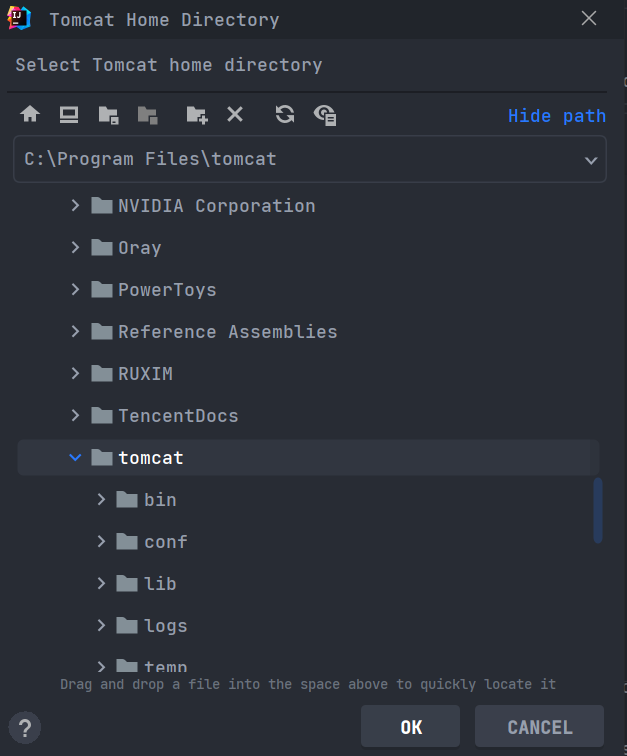 IJ
Tomcat Home Directory
Select Tomcat home directory
Hide path
C:\Program Files\tomcat
NVIDIA Corporation
Oray
PowerToys
Reference Assemblies
RUXIM
TencentDocs
tomcat
bin
conf
lib
logs
temp
Drag and drop a file into the space above to quickly locate it
? OK CANCEL